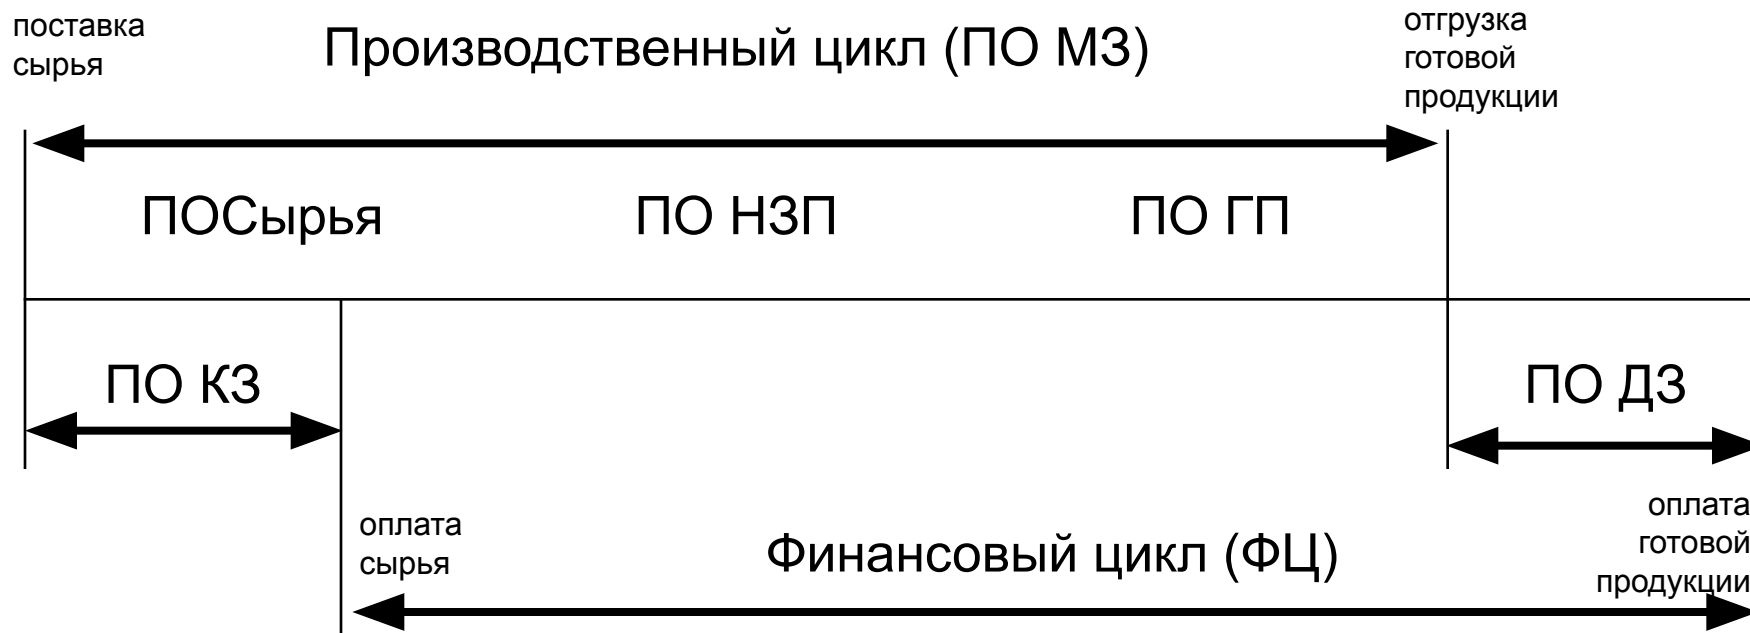 поставка
сырья
Производственный цикл (ПО МЗ)
отгрузка
готовой
продукции
ПОСырья
ПО НЗП
ПО ГП
ПО КЗ
ПО ДЗ
оплата
сырья
Финансовый цикл (ФЦ)
оплата
готовой
продукции